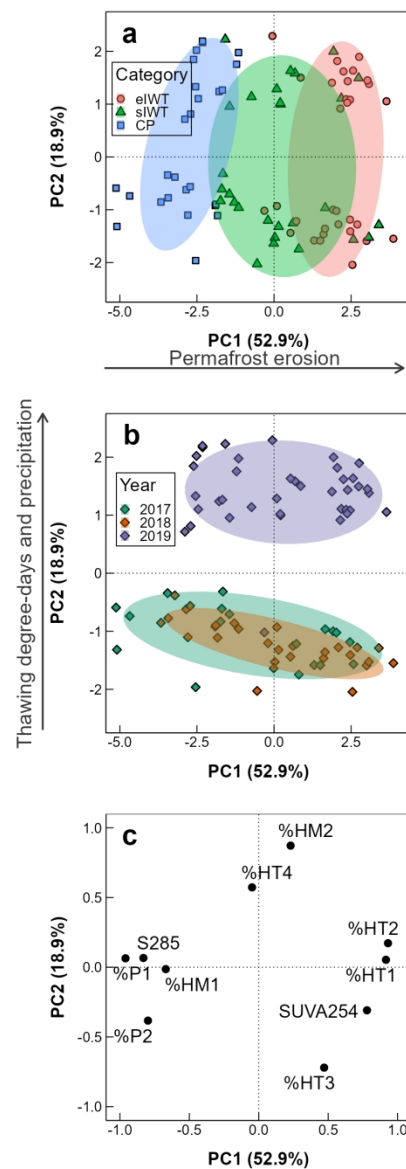 a
Category
eIWT
sIWT
CP
2
1
0
-1
-2
PC2 (18.9%)
-5.0 -2.5 0.0 2.5
PC1 (52.9%)
Permafrost erosion
b
Year
2017
2018
2019
2
1
0
-1
-2
Thawing degree-days and precipitation
PC2 (18.9%)
-5.0 -2.5 0.0 2.5
PC1 (52.9%)
c
%HM2
%HT4
%HT2
S285
%P1
%HM1
%HT1
%P2
SUVA254
%HT3
1.0
0.5
0.0
-0.5
-1.0
PC2 (18.9%)
-1.0 -0.5 0.0 0.5 1.0
PC1 (52.9%)